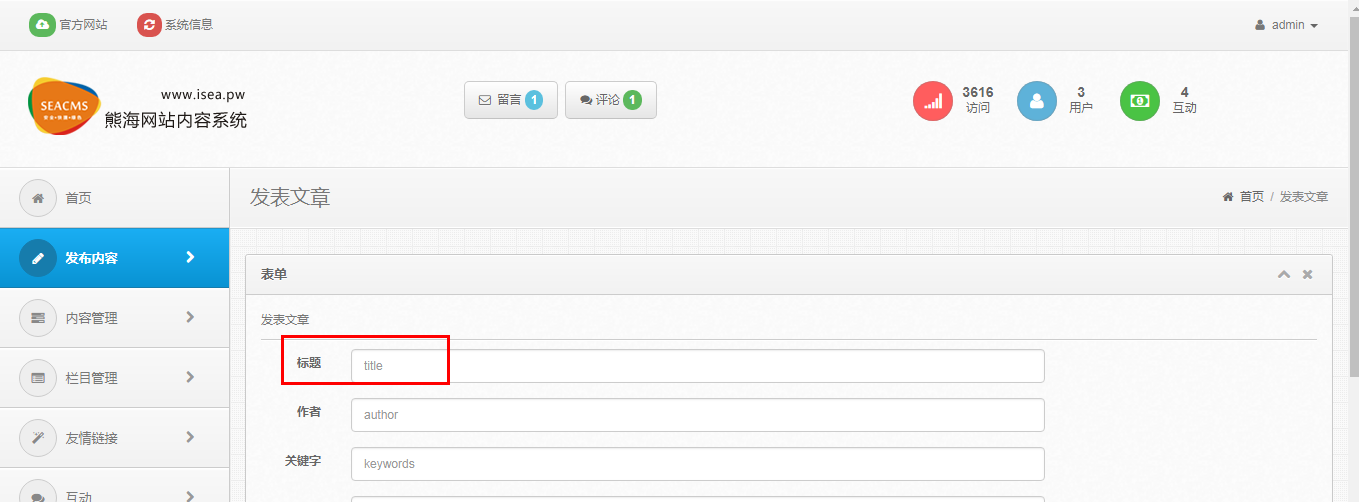 官方网站 系统信息 admin
SEACMS
www.isea.pw
熊海网站内容系统
留言 1 评论 1
3616 访问
3 用户
4 互动
首页
发布内容
内容管理
栏目管理
友情链接
互动
发表文章
首页 / 发表文章
表单
发表文章
标题 title
作者 author
关键字 keywords